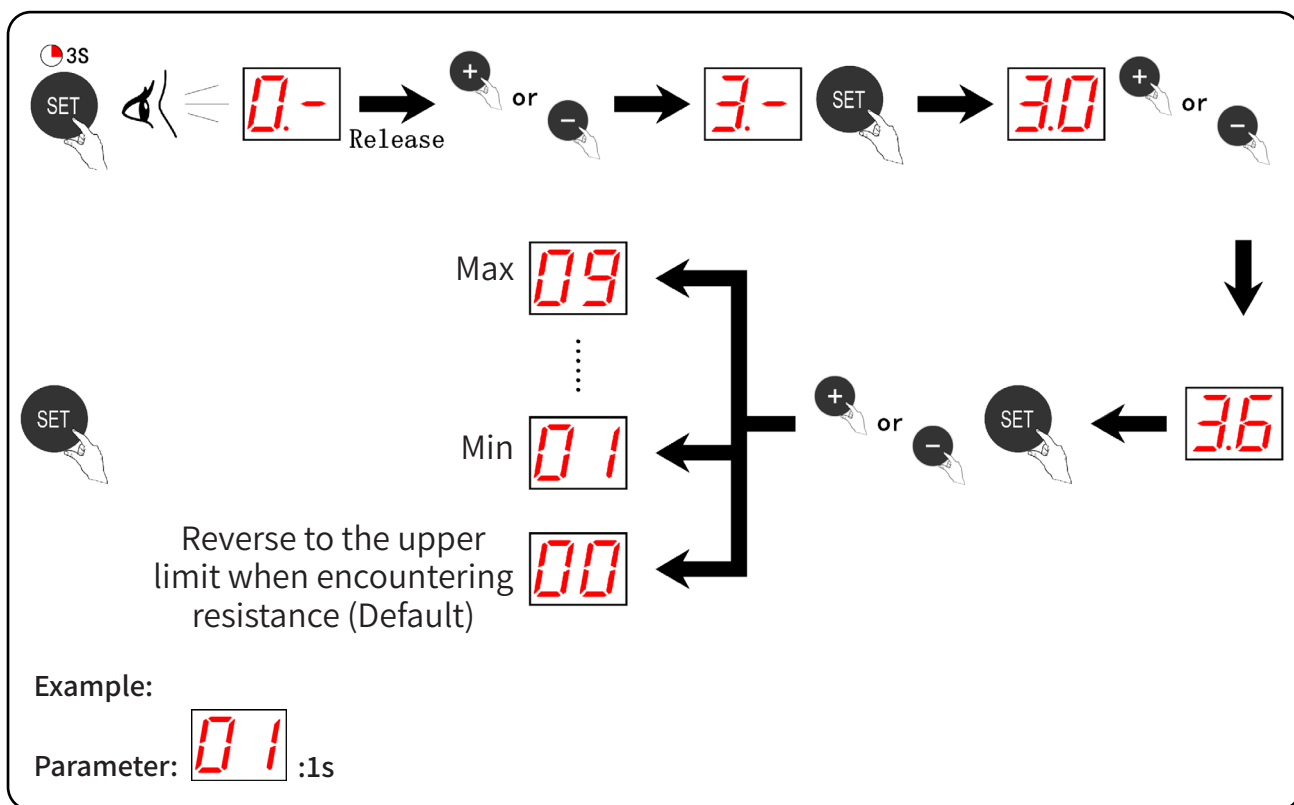 3S
SET
0.-
Release
+
or
-
3.-
SET
3.0
+
or
-
Max
09
Min
01
Reverse to the upper
limit when encountering
resistance (Default)
00
+
or
-
SET
3.6
SET
Example:
Parameter: 01 :1s